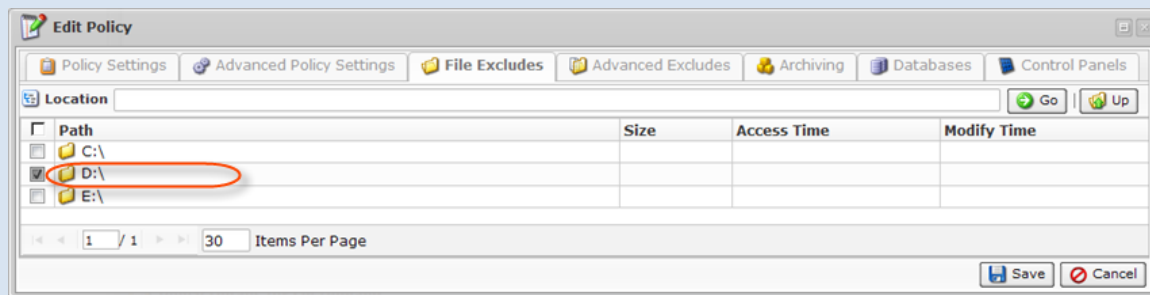 Edit Policy
Policy Settings Advanced Policy Settings File Excludes Advanced Excludes Archiving Databases Control Panels
Location Go | Up
Path Size Access Time Modify Time
C:\
D:\
E:\
1 / 1 30 Items Per Page
Save Cancel